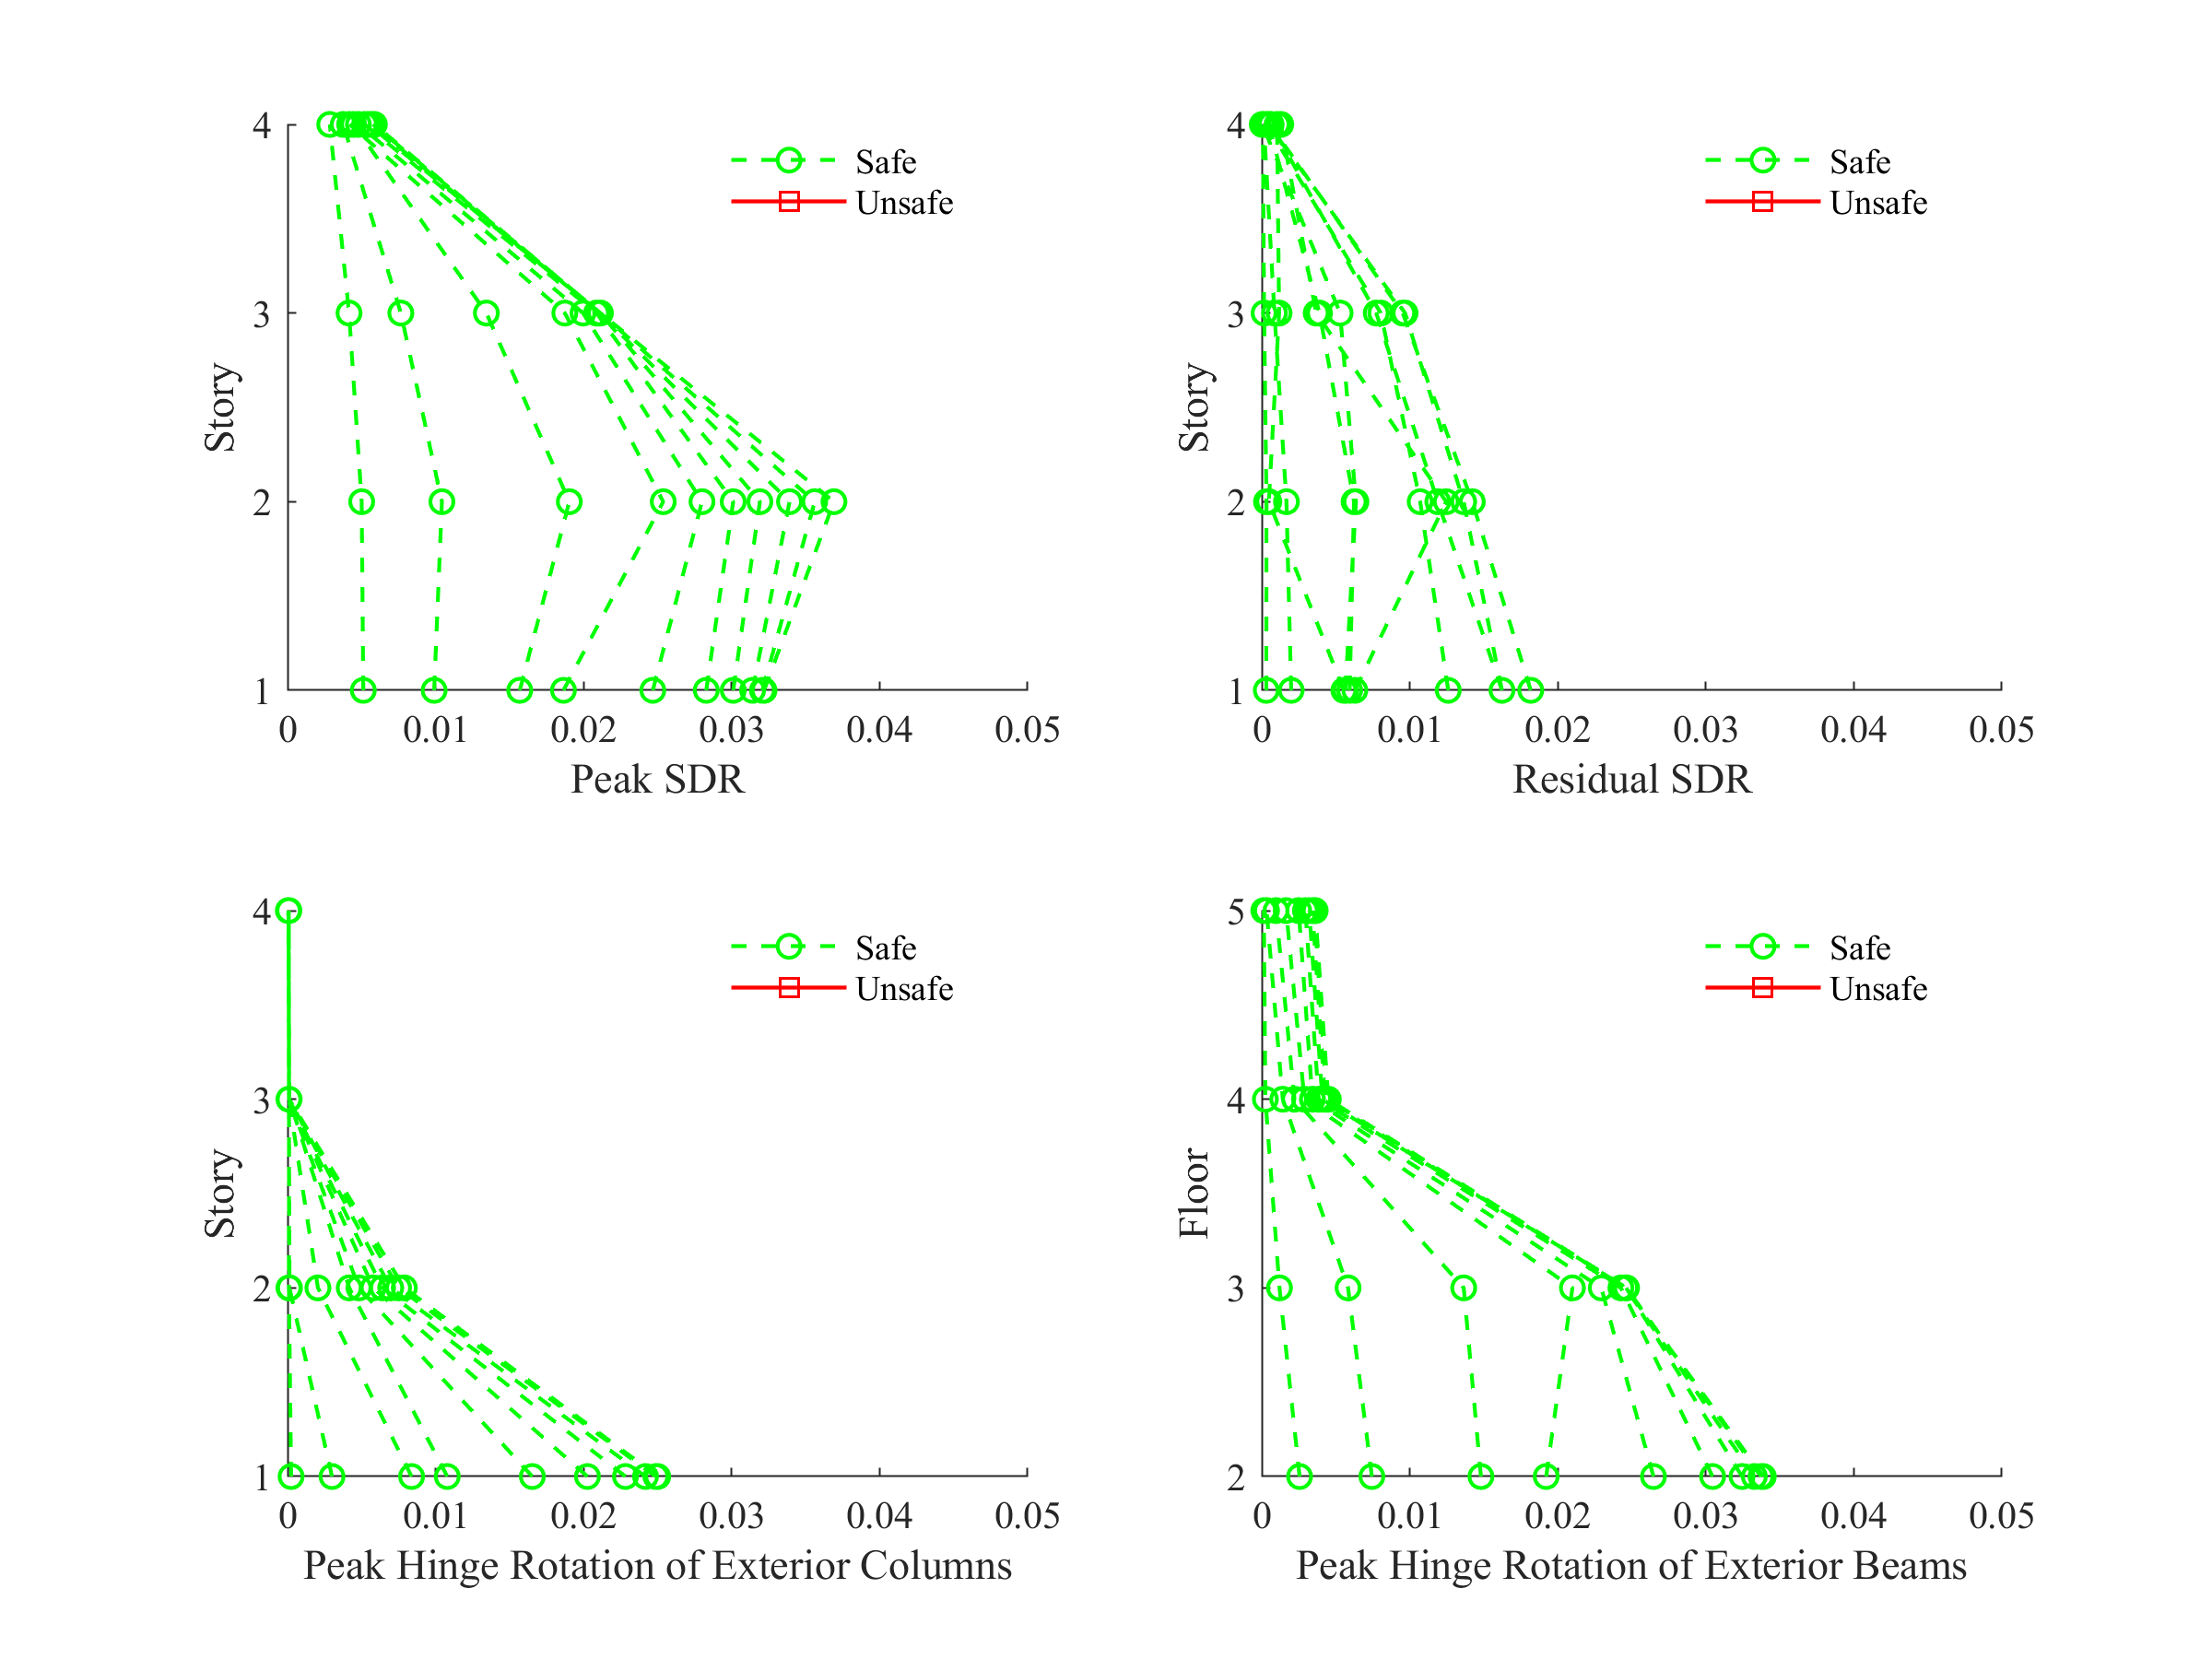 4
3
2
1
Story
0 0.01 0.02 0.03 0.04 0.05
Peak SDR
Safe
Unsafe
4
3
2
1
Story
0 0.01 0.02 0.03 0.04 0.05
Residual SDR
Safe
Unsafe
4
3
2
1
Story
0 0.01 0.02 0.03 0.04 0.05
Peak Hinge Rotation of Exterior Columns
Safe
Unsafe
5
4
3
2
Floor
0 0.01 0.02 0.03 0.04 0.05
Peak Hinge Rotation of Exterior Beams
Safe
Unsafe